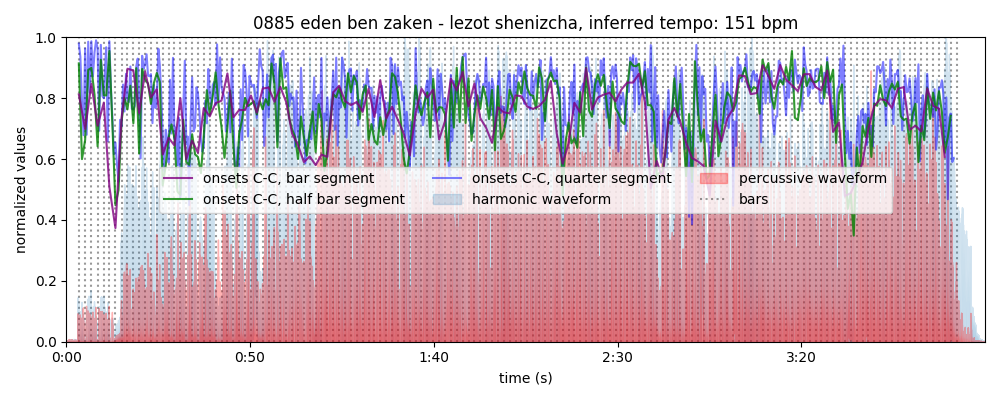 0885 eden ben zaken - lezot shenizcha, inferred tempo: 151 bpm
normalized values
1.0
0.8
0.6
0.4
0.2
0.0
onsets C-C, bar segment
onsets C-C, half bar segment
onsets C-C, quarter segment
harmonic waveform
percussive waveform
bars
0:00
0:50
1:40
2:30
3:20
time (s)